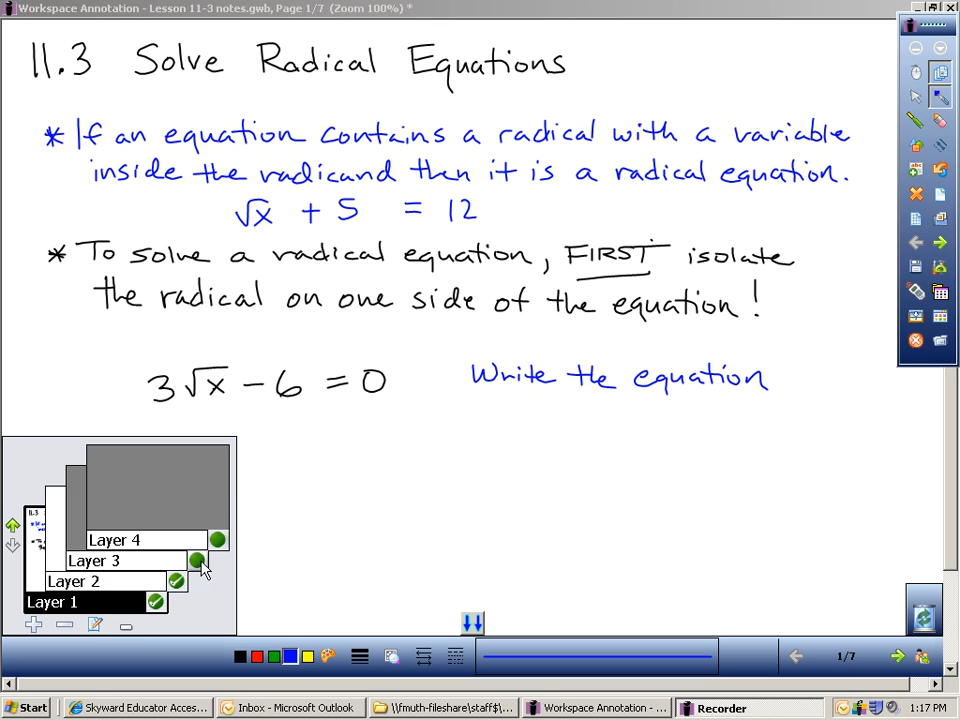 Workspace Annotation - Lesson 11-3 notes.gwb, Page 1/7 (Zoom 100%) *
11.3 Solve Radical Equations
* If an equation contains a radical with a variable
inside the radicand then it is a radical equation.
√x + 5 = 12
* To solve a radical equation, FIRST isolate
the radical on one side of the equation!
3√x - 6 = 0 Write the equation
Layer 4
Layer 3
Layer 2
Layer 1
1/7
Start Skyward Educator Acces... Inbox - Microsoft Outlook \\fmuth-fileshare\staff$\... Workspace Annotation - ... Recorder 1:17 PM